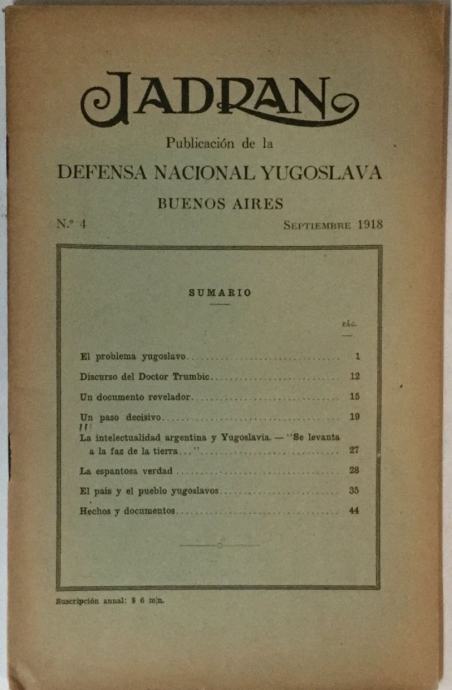 JADRAN
Publicación de la
DEFENSA NACIONAL YUGOSLAVA
BUENOS AIRES
N.º 4 SEPTIEMBRE 1918
SUMARIO
PÁG.
El problema yugoslavo 1
Discurso del Doctor Trumbic 12
Un documento revelador 15
Un paso decisivo 19
La intelectualidad argentina y Yugoslavia. — "Se levanta
a la faz de la tierra..." 27
La espantosa verdad 28
El país y el pueblo yugoslavos 35
Hechos y documentos 44
Suscripción anual: $ 6 m|n.